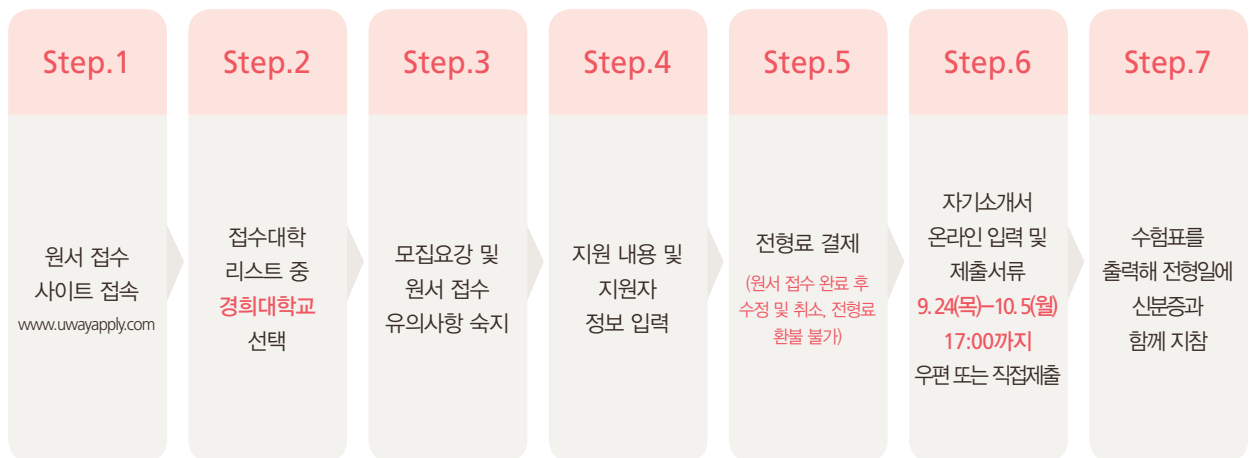 Step.1
원서 접수
사이트 접속
www.uwayapply.com
Step.2
접수대학
리스트 중
경희대학교
선택
Step.3
모집요강 및
원서 접수
유의사항 숙지
Step.4
지원 내용 및
지원자
정보 입력
Step.5
전형료 결제
(원서 접수 완료 후
수정 및 취소, 전형료
환불 불가)
Step.6
자기소개서
온라인 입력 및
제출서류
9.24(목)-10.5(월)
17:00까지
우편 또는 직접제출
Step.7
수험표를
출력해 전형일에
신분증과
함께 지참